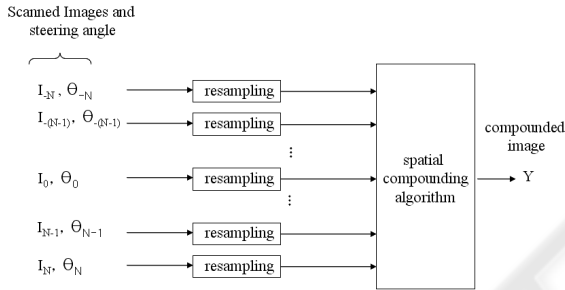 Scanned Images and
steering angle
I-N, Θ-N
resampling
I-(N-1), Θ-(N-1)
resampling
...
compounded
image
I0, Θ0
resampling
spatial
compounding
algorithm
Y
...
IN-1, ΘN-1
resampling
IN, ΘN
resampling